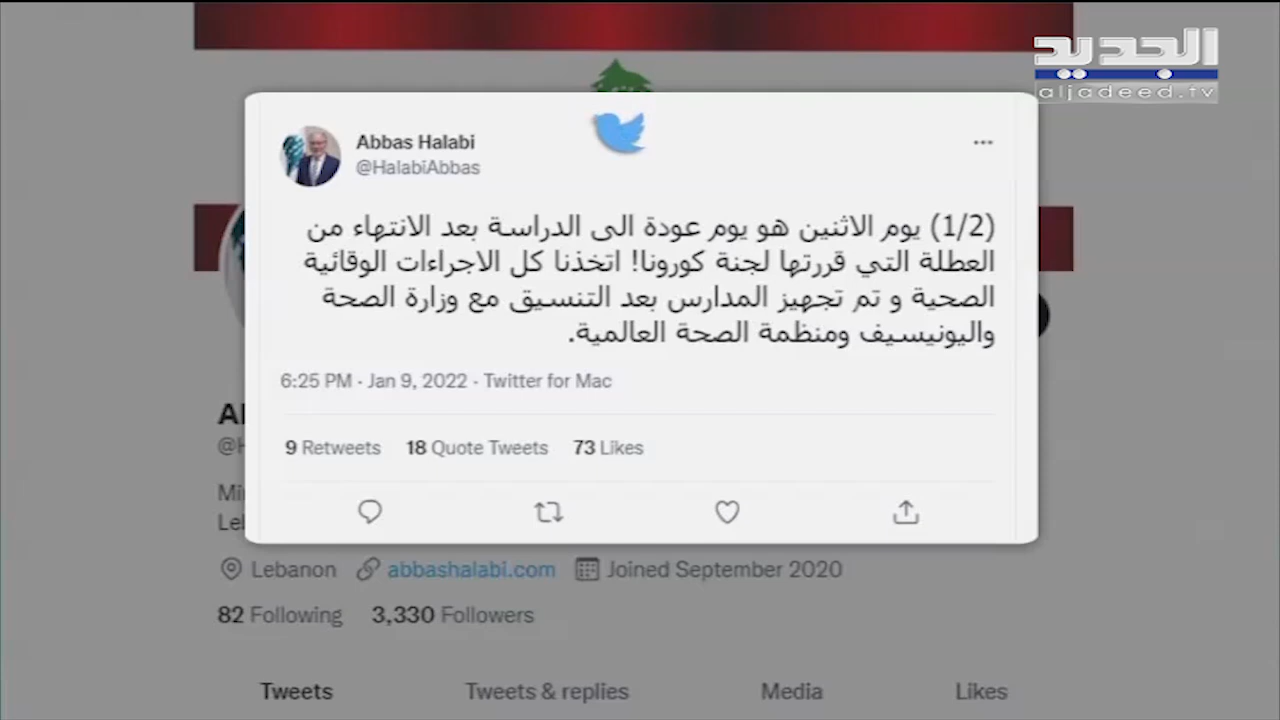 الجديد
aljadeed.tv
Abbas Halabi
@HalabiAbbas
(1/2) يوم الاثنين هو يوم عودة الى الدراسة بعد الانتهاء من
العطلة التي قررتها لجنة كورونا! اتخذنا كل الاجراءات الوقائية
الصحية و تم تجهيز المدارس بعد التنسيق مع وزارة الصحة
واليونيسيف ومنظمة الصحة العالمية.
6:25 PM · Jan 9, 2022 · Twitter for Mac
9 Retweets 18 Quote Tweets 73 Likes
Lebanon abbashalabi.com Joined September 2020
82 Following 3,330 Followers
Tweets Tweets & replies Media Likes